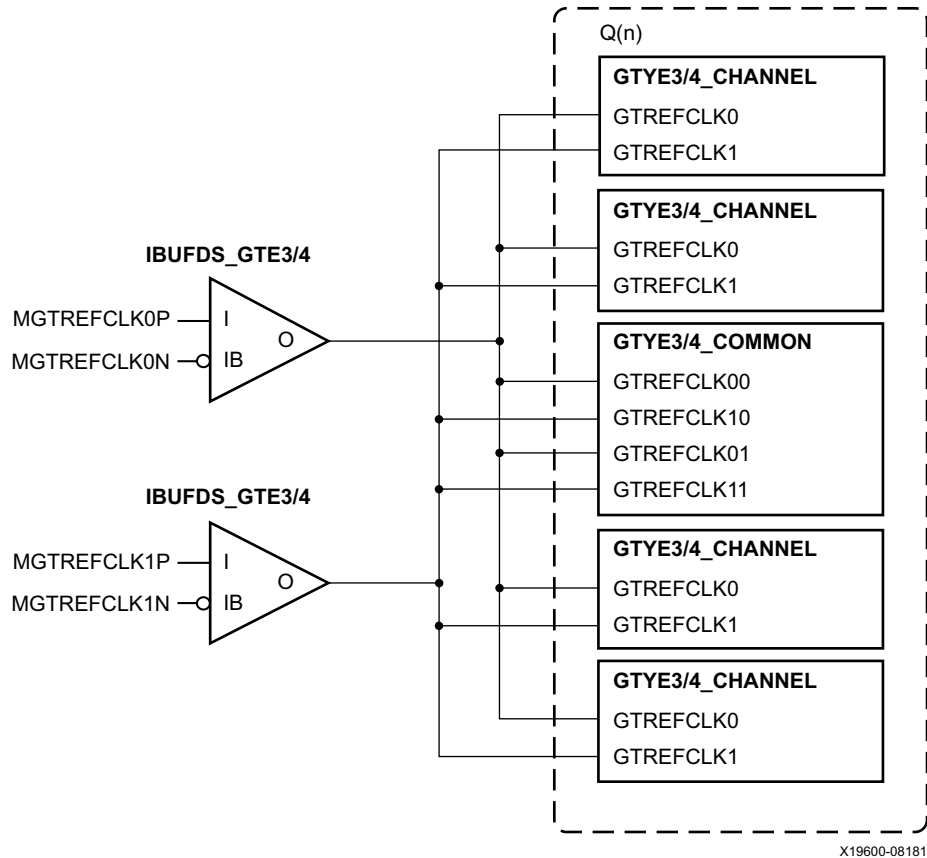 Q(n)
GTYE3/4_CHANNEL
GTREFCLK0
GTREFCLK1
GTYE3/4_CHANNEL
GTREFCLK0
GTREFCLK1
IBUFDS_GTE3/4
MGTREFCLK0P
I
O
MGTREFCLK0N
IB
GTYE3/4_COMMON
GTREFCLK00
GTREFCLK10
GTREFCLK01
GTREFCLK11
IBUFDS_GTE3/4
MGTREFCLK1P
I
O
MGTREFCLK1N
IB
GTYE3/4_CHANNEL
GTREFCLK0
GTREFCLK1
GTYE3/4_CHANNEL
GTREFCLK0
GTREFCLK1
X19600-08181